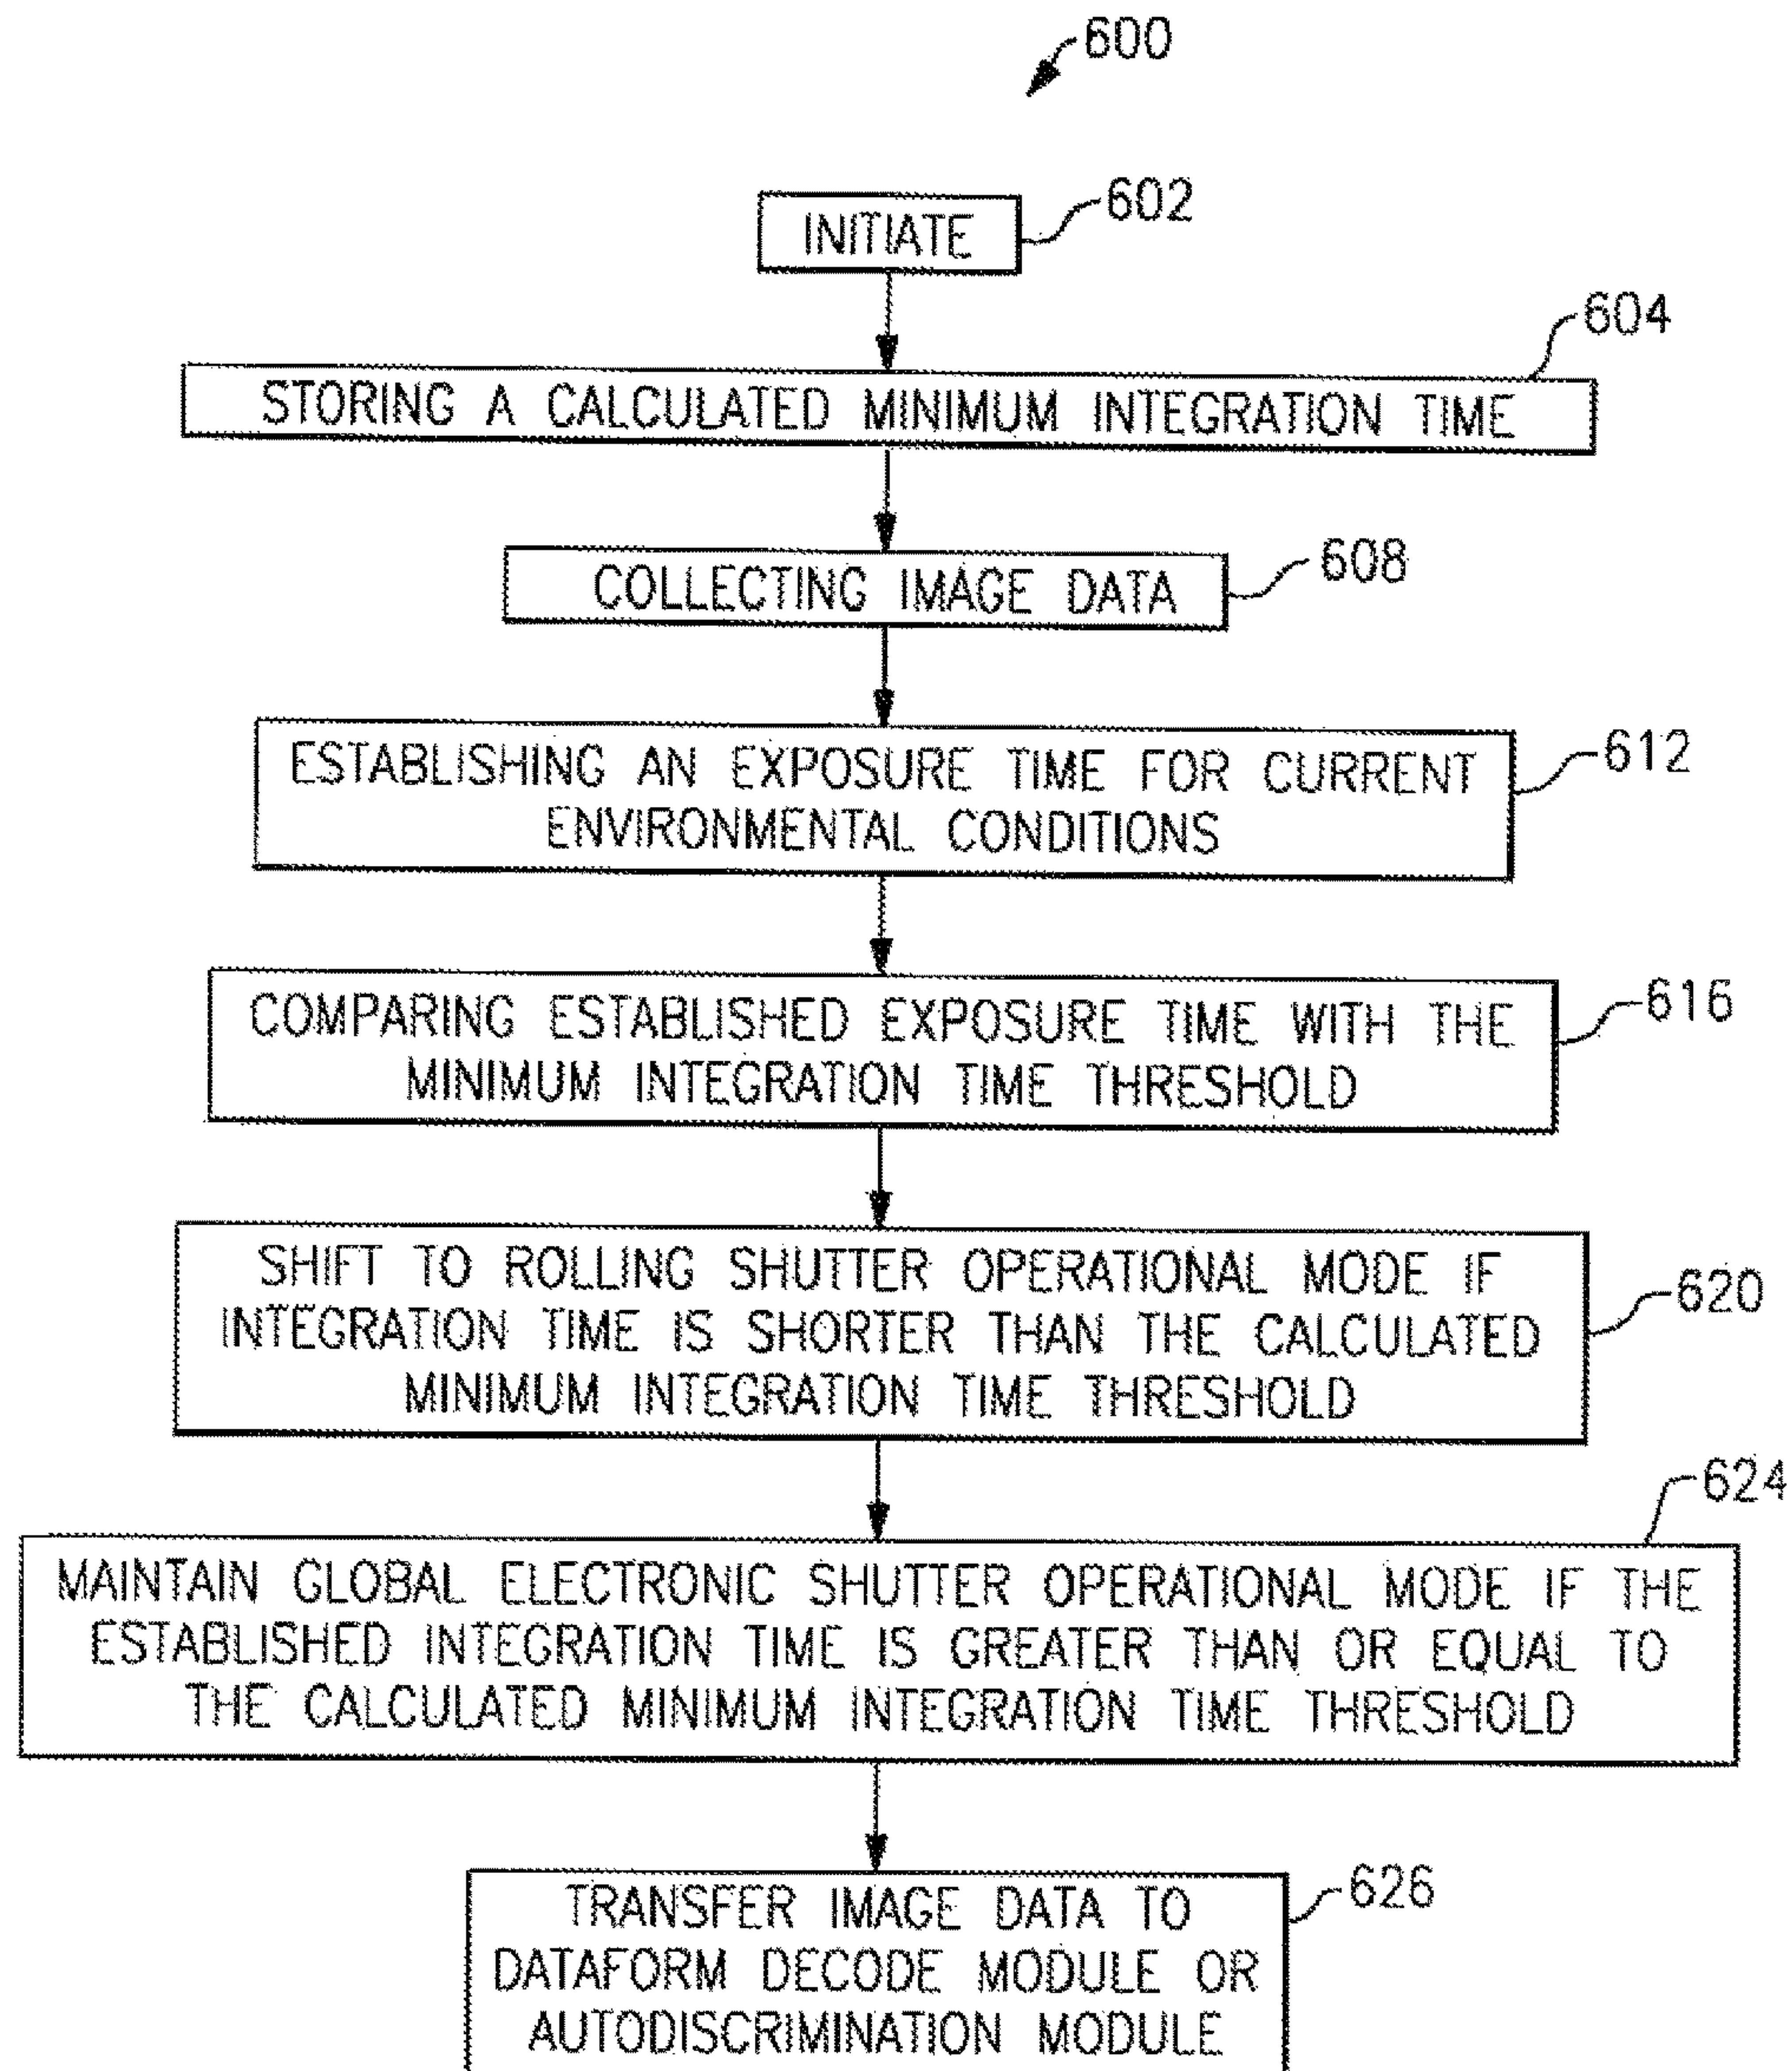 600
INITIATE
602
604
STORING A CALCULATED MINIMUM INTEGRATION TIME
COLLECTING IMAGE DATA
608
ESTABLISHING AN EXPOSURE TIME FOR CURRENT
ENVIRONMENTAL CONDITIONS
612
COMPARING ESTABLISHED EXPOSURE TIME WITH THE
MINIMUM INTEGRATION TIME THRESHOLD
616
SHIFT TO ROLLING SHUTTER OPERATIONAL MODE IF
INTEGRATION TIME IS SHORTER THAN THE CALCULATED
MINIMUM INTEGRATION TIME THRESHOLD
620
624
MAINTAIN GLOBAL ELECTRONIC SHUTTER OPERATIONAL MODE IF THE
ESTABLISHED INTEGRATION TIME IS GREATER THAN OR EQUAL TO
THE CALCULATED MINIMUM INTEGRATION TIME THRESHOLD
TRANSFER IMAGE DATA TO
DATAFORM DECODE MODULE OR
AUTODISCRIMINATION MODULE
626